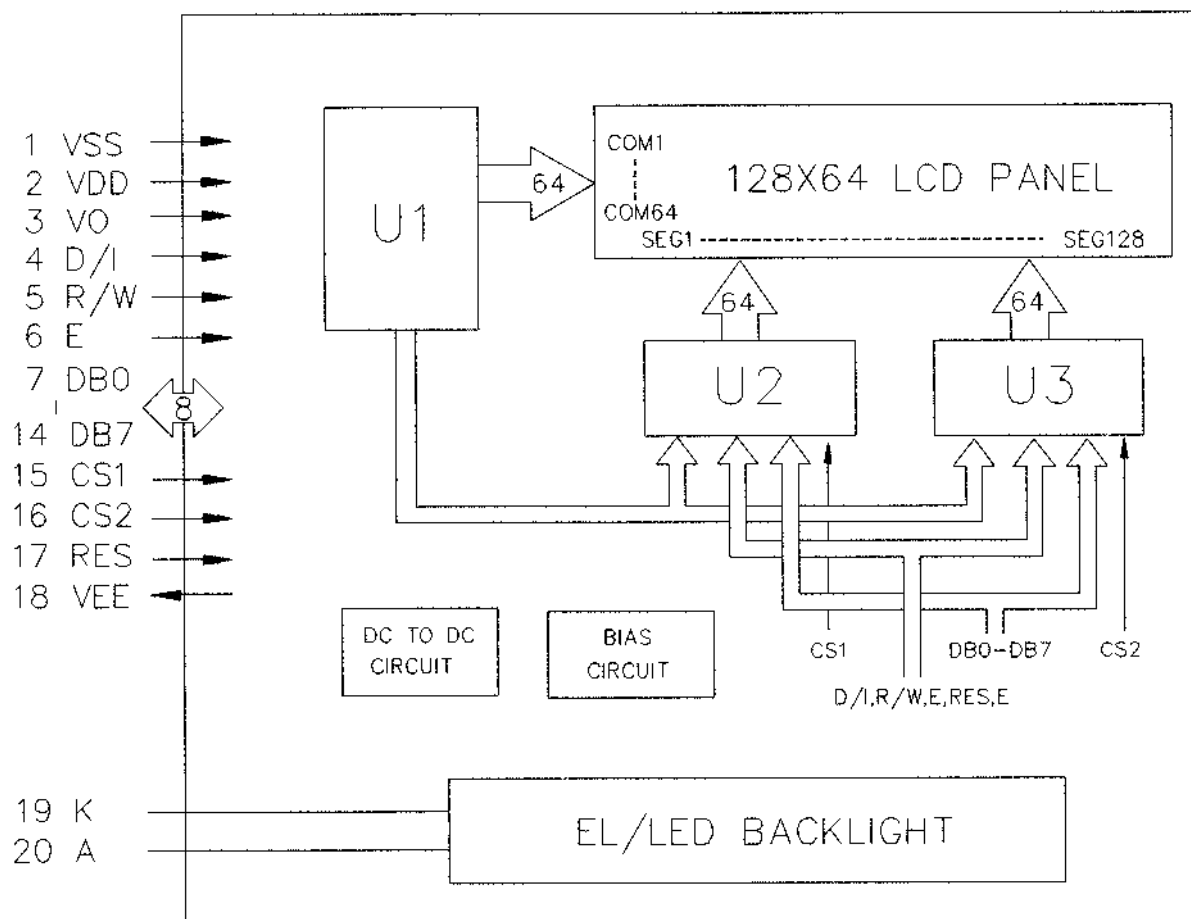 1 VSS
2 VDD
3 VO
4 D/I
5 R/W
6 E
7 DB0
14 DB7
8
15 CS1
16 CS2
17 RES
18 VEE
19 K
20 A
U1
64
COM1
COM64
128X64 LCD PANEL
SEG1
SEG128
64
64
U2
U3
CS1
DB0-DB7
CS2
D/I,R/W,E,RES,E
DC TO DC
CIRCUIT
BIAS
CIRCUIT
EL/LED BACKLIGHT